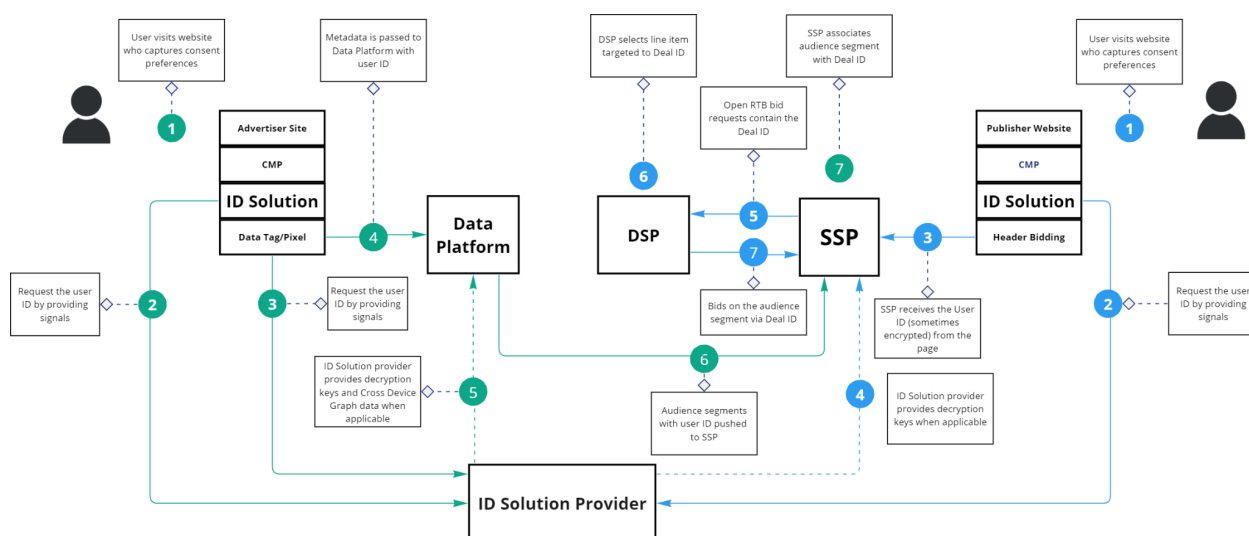 User visits website
who captures consent
preferences
Metadata is passed to
Data Platform with
user ID
DSP selects line item
targeted to Deal ID
SSP associates
audience segment
with Deal ID
User visits website
who captures consent
preferences
Open RTB bid
requests contain the
Deal ID
1
Advertiser Site
CMP
ID Solution
Data Tag/Pixel
6
7
Publisher Website
CMP
ID Solution
Header Bidding
1
4
Data
Platform
DSP
5
7
SSP
3
Request the user
ID by providing
signals
2
3
Request the user
ID by providing
signals
Bids on the audience
segment via Deal ID
SSP receives the User
ID (sometimes
encrypted) from the
page
2
Request the user
ID by providing
signals
ID Solution provider
provides decryption
keys and Cross Device
Graph data when
applicable
5
6
Audience segments
with user ID pushed
to SSP
4
ID Solution provider
provides decryption
keys when applicable
ID Solution Provider